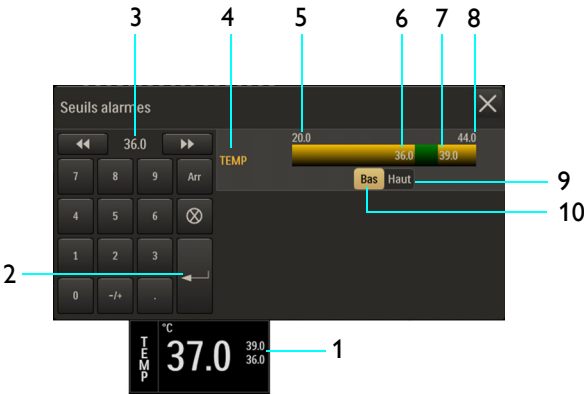 3 4 5 6 7 8
Seuils alarmes
36.0
20.0 44.0
TEMP
36.0 39.0
7 8 9 Arr
Bas Haut
9
10
4 5 6
1 2 3
2
0 -/+ .
TEMP
°C
37.0
39.0
36.0
1